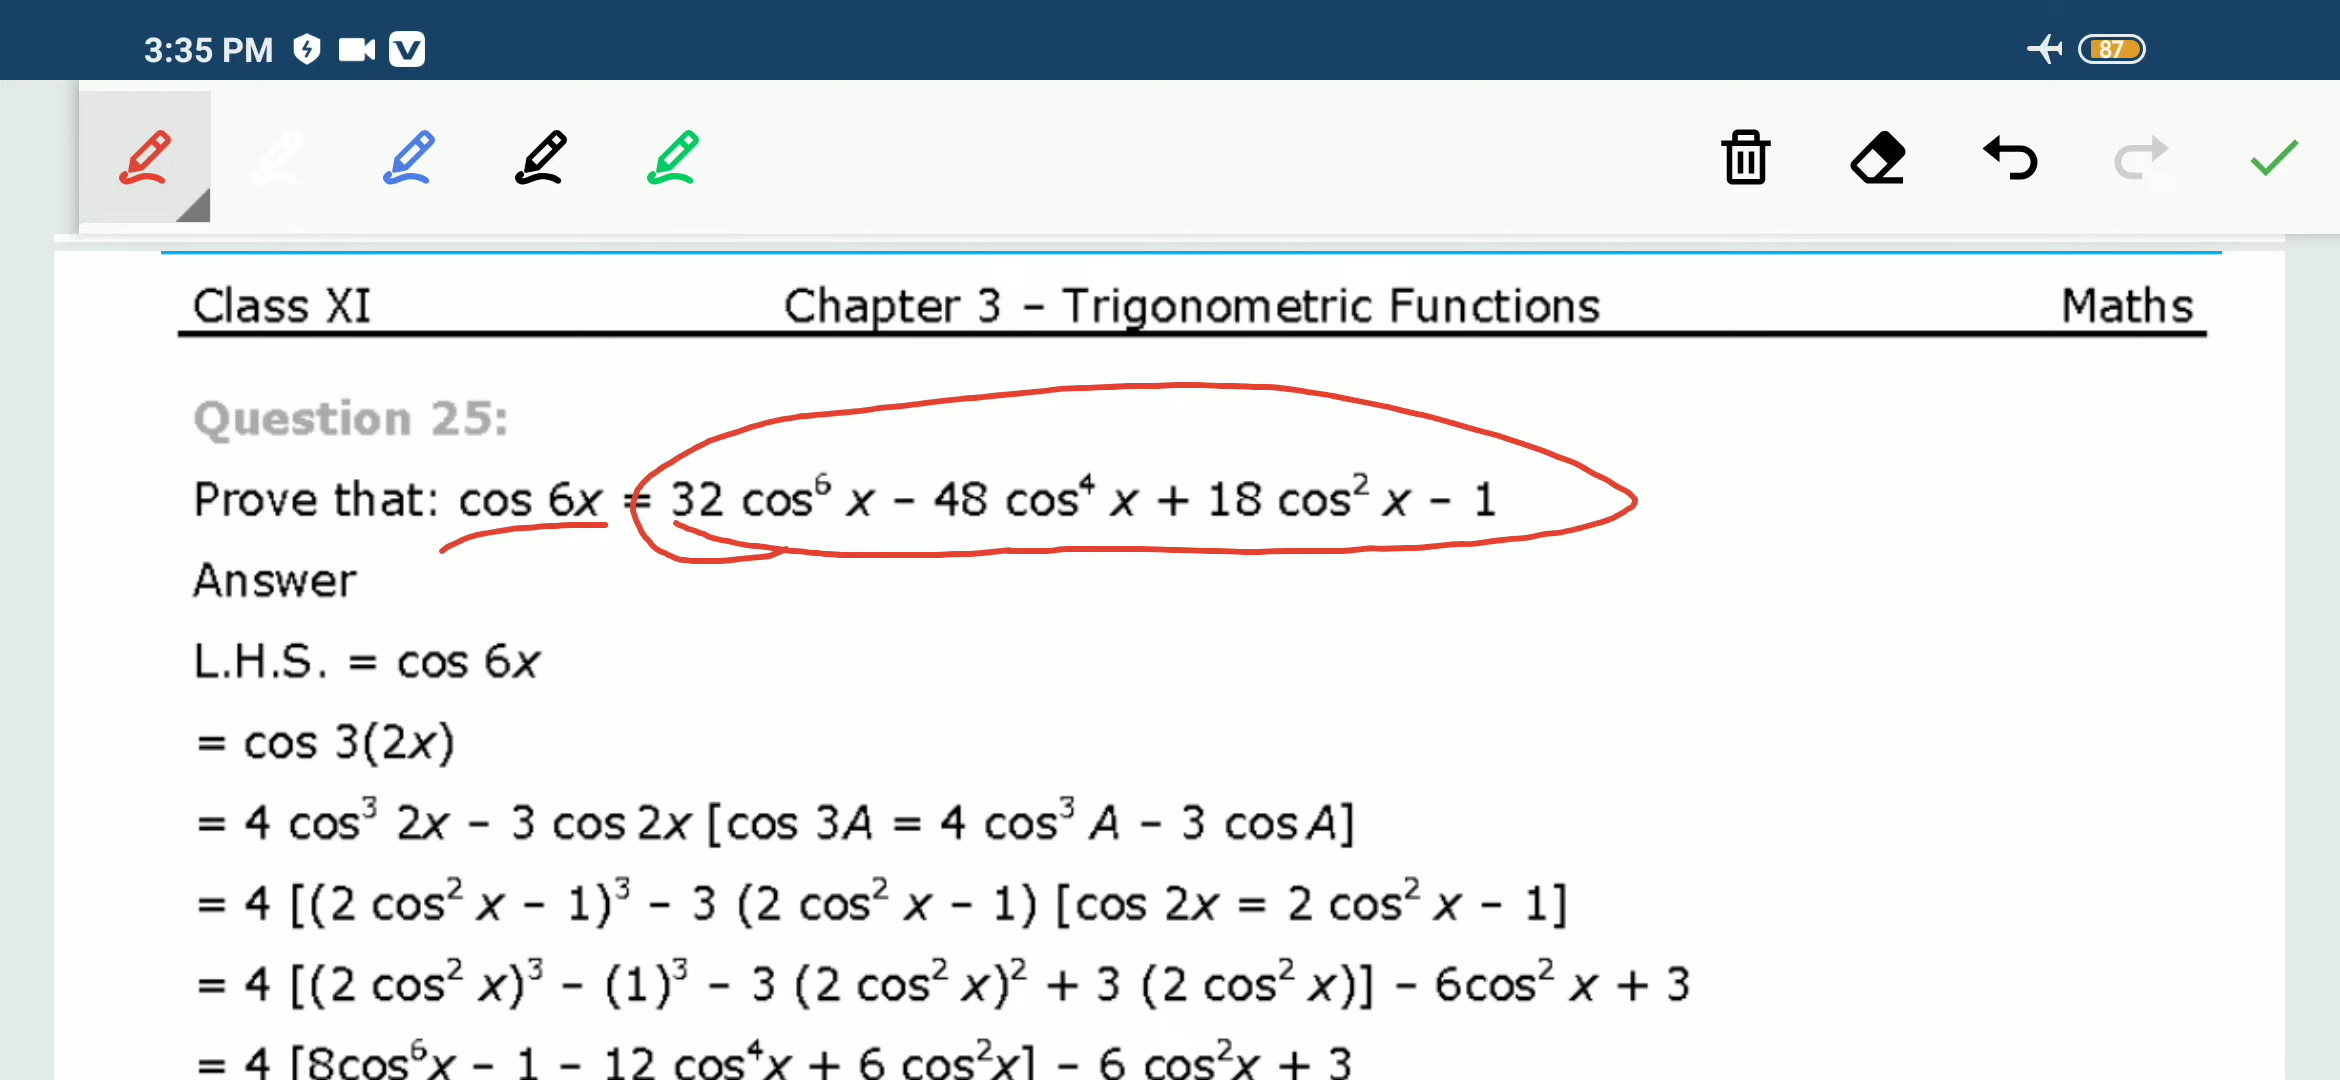 3:35 PM V 87
Class XI Chapter 3 – Trigonometric Functions Maths
Question 25:
Prove that: cos 6x = 32 cos⁶ x – 48 cos⁴ x + 18 cos² x – 1
Answer
L.H.S. = cos 6x
= cos 3(2x)
= 4 cos³ 2x – 3 cos 2x [cos 3A = 4 cos³ A – 3 cos A]
= 4 [(2 cos² x – 1)³ – 3 (2 cos² x – 1) [cos 2x = 2 cos² x – 1]
= 4 [(2 cos² x)³ – (1)³ – 3 (2 cos² x)² + 3 (2 cos² x)] – 6cos² x + 3
= 4 [8cos⁶x – 1 – 12 cos⁴x + 6 cos²x] – 6 cos²x + 3